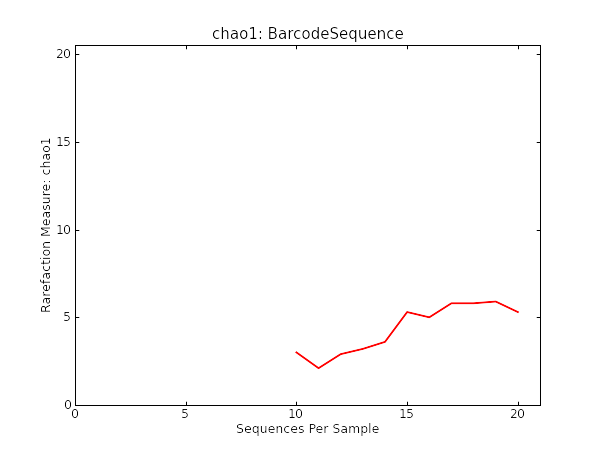 chao1: BarcodeSequence
Rarefaction Measure: chao1
20
15
10
5
0
0 5 10 15 20
Sequences Per Sample